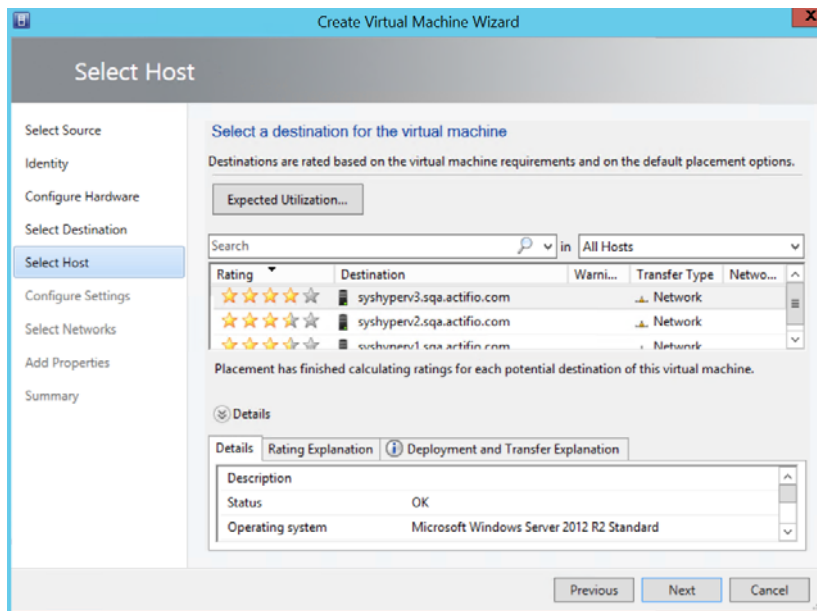 Create Virtual Machine Wizard
X
Select Host
Select Source
Identity
Configure Hardware
Select Destination
Select Host
Configure Settings
Select Networks
Add Properties
Summary
Select a destination for the virtual machine
Destinations are rated based on the virtual machine requirements and on the default placement options.
Expected Utilization...
Search in All Hosts
Rating Destination Warni... Transfer Type Netwo...
syshyperv3.sqa.actifio.com Network
syshyperv2.sqa.actifio.com Network
syshyperv1.sqa.actifio.com Network
Placement has finished calculating ratings for each potential destination of this virtual machine.
Details
Details Rating Explanation Deployment and Transfer Explanation
Description
Status OK
Operating system Microsoft Windows Server 2012 R2 Standard
Previous Next Cancel